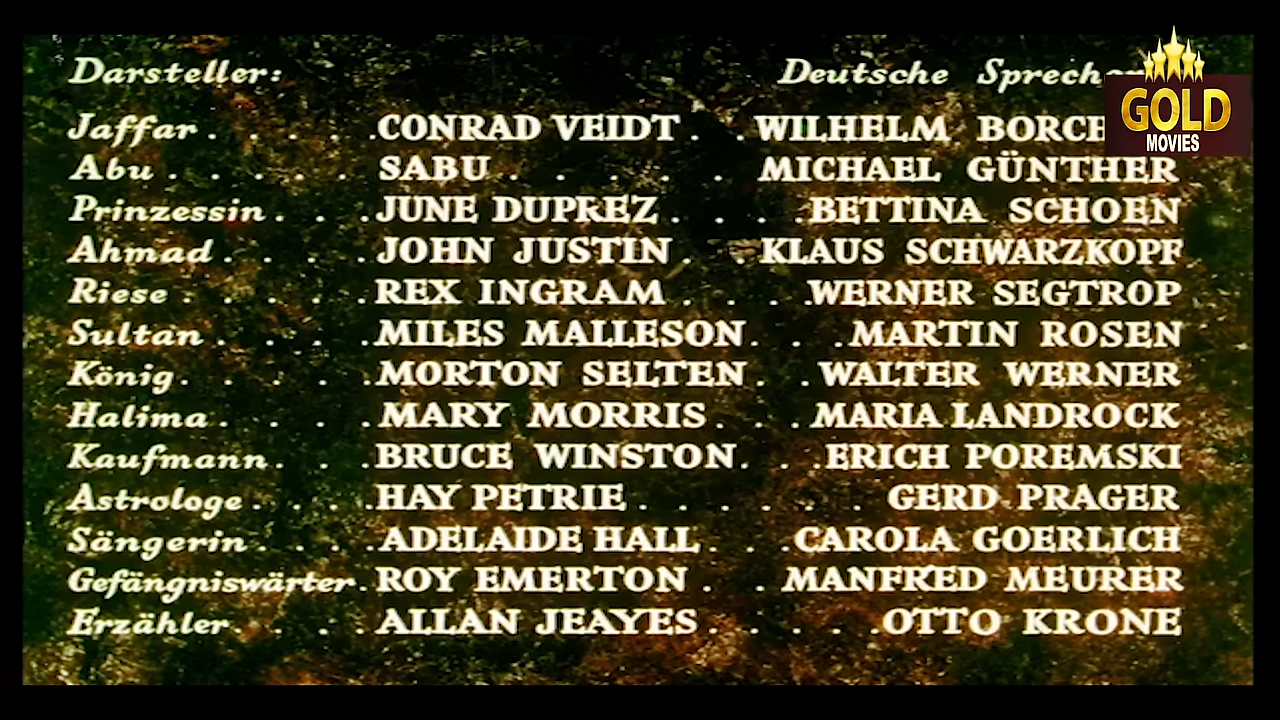 Darsteller: Deutsche Sprecher
GOLD
MOVIES
Jaffar . . . . . CONRAD VEIDT . . WILHELM
Abu . . . . . . SABU . . . . . . MICHAEL GÜNTHER
Prinzessin . . . JUNE DUPREZ . . . . BETTINA SCHOEN
Ahmad . . . . JOHN JUSTIN . . KLAUS SCHWARZKOPF
Riese . . . . . REX INGRAM . . . . WERNER SEGTROP
Sultan . . . . MILES MALLESON . . . MARTIN ROSEN
König . . . . . MORTON SELTEN . . WALTER WERNER
Halima . . . . MARY MORRIS . . . MARIA LANDROCK
Kaufmann . . . BRUCE WINSTON . . . ERICH POREMSKI
Astrologe . . . . HAY PETRIE . . . . . . GERD PRAGER
Sängerin . . . . ADELAIDE HALL . . . CAROLA GOERLICH
Gefängniswärter . ROY EMERTON . . MANFRED MEURER
Erzähler . . . . ALLAN JEAYES . . . . . OTTO KRONE